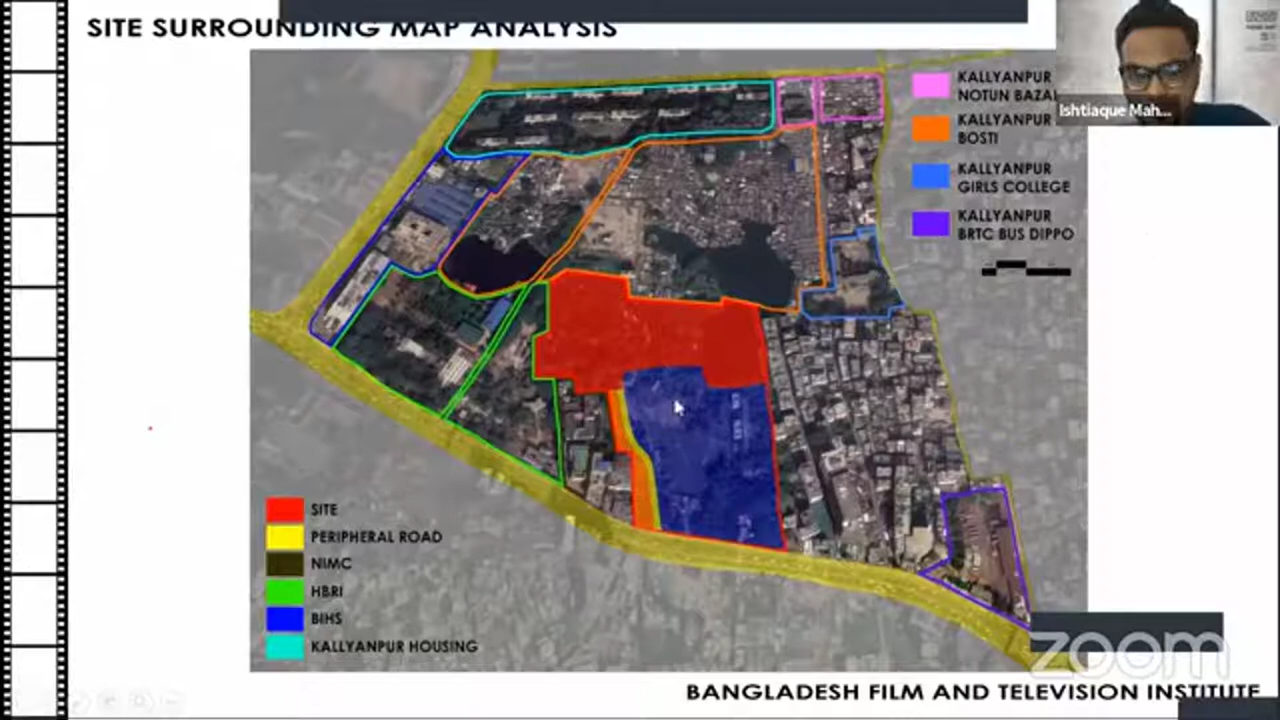 SITE SURROUNDING MAP ANALYSIS
KALLYANPUR
NOTUN BAZA
Ishtiaque Mah...
KALLYANPUR
BOSTI
KALLYANPUR
GIRLS COLLEGE
KALLYANPUR
BRTC BUS DIPPO
SITE
PERIPHERAL ROAD
NIMC
HBRI
BIHS
KALLYANPUR HOUSING
zoom
BANGLADESH FILM AND TELEVISION INSTITUTE